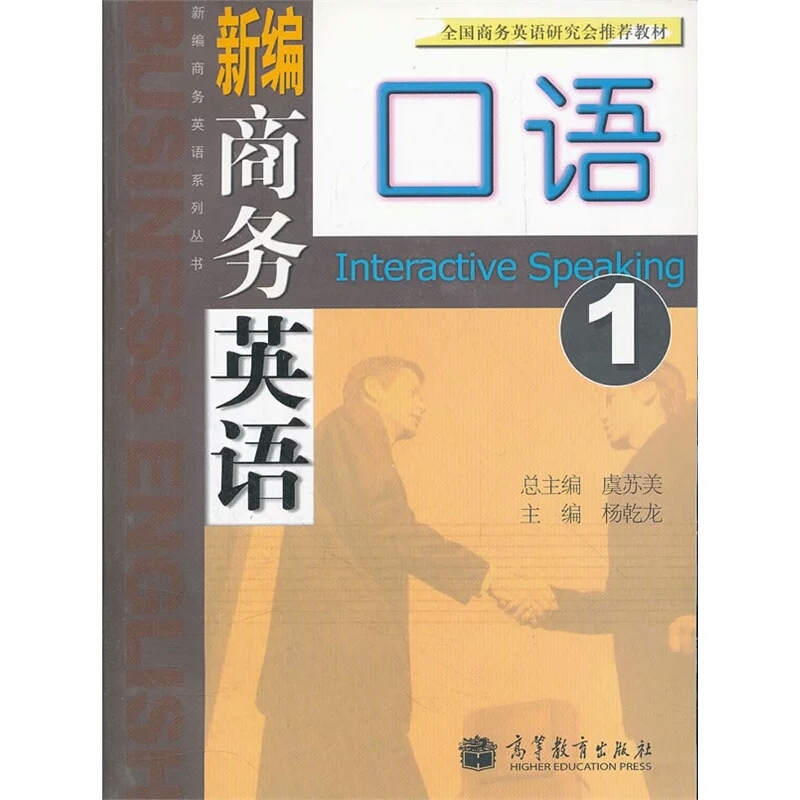 全国商务英语研究会推荐教材
新编商务英语系列丛书
BUSINESS ENGLISH
新编
商务
英语
口语
Interactive Speaking
1
总主编 虞苏美
主 编 杨乾龙
高等教育出版社
HIGHER EDUCATION PRESS